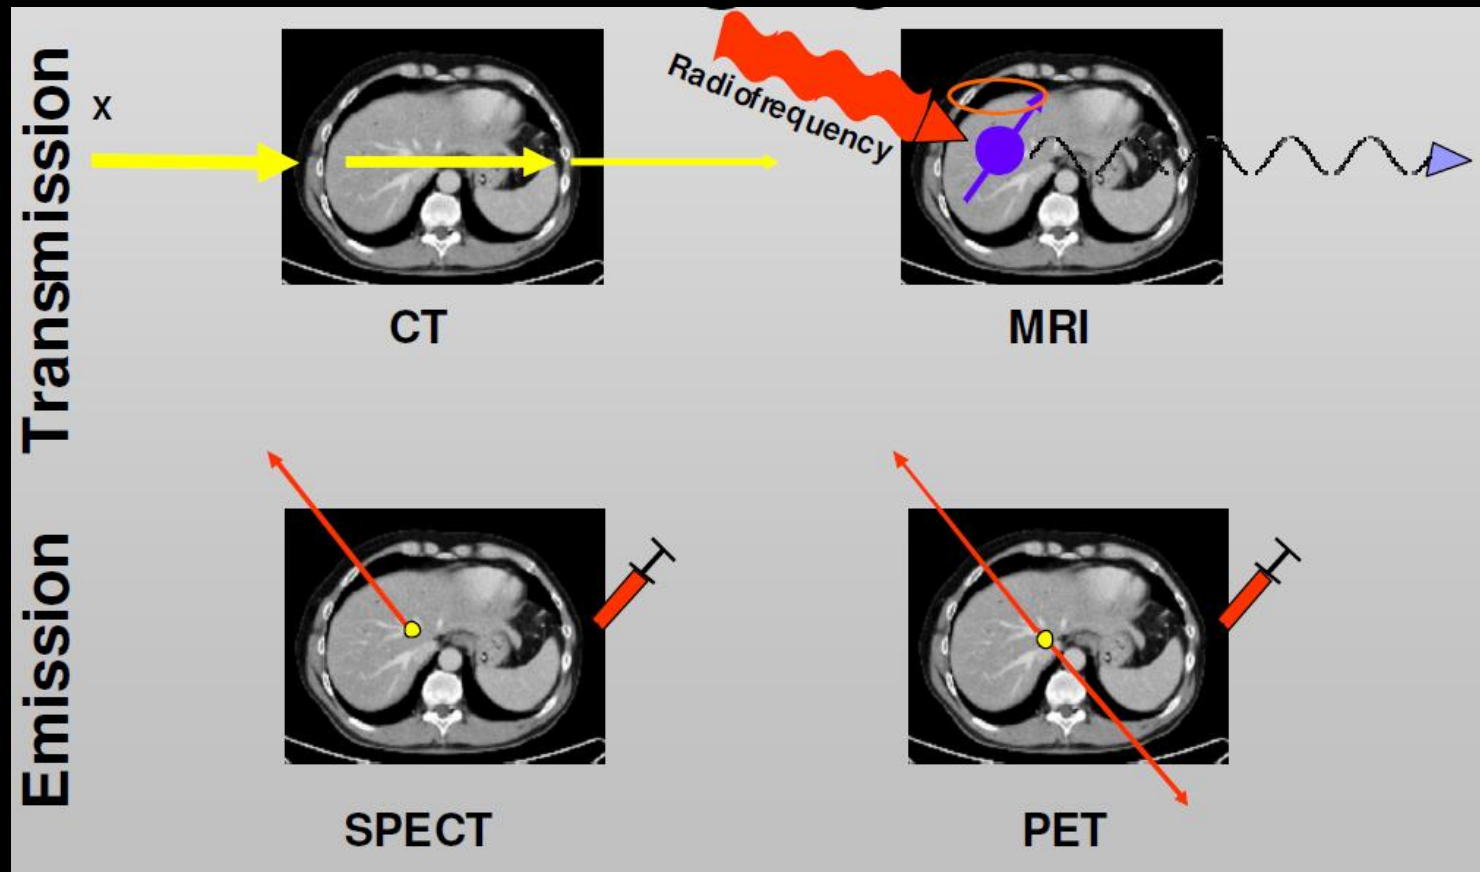 Transmission
X
Radiofrequency
CT
MRI
Emission
SPECT
PET